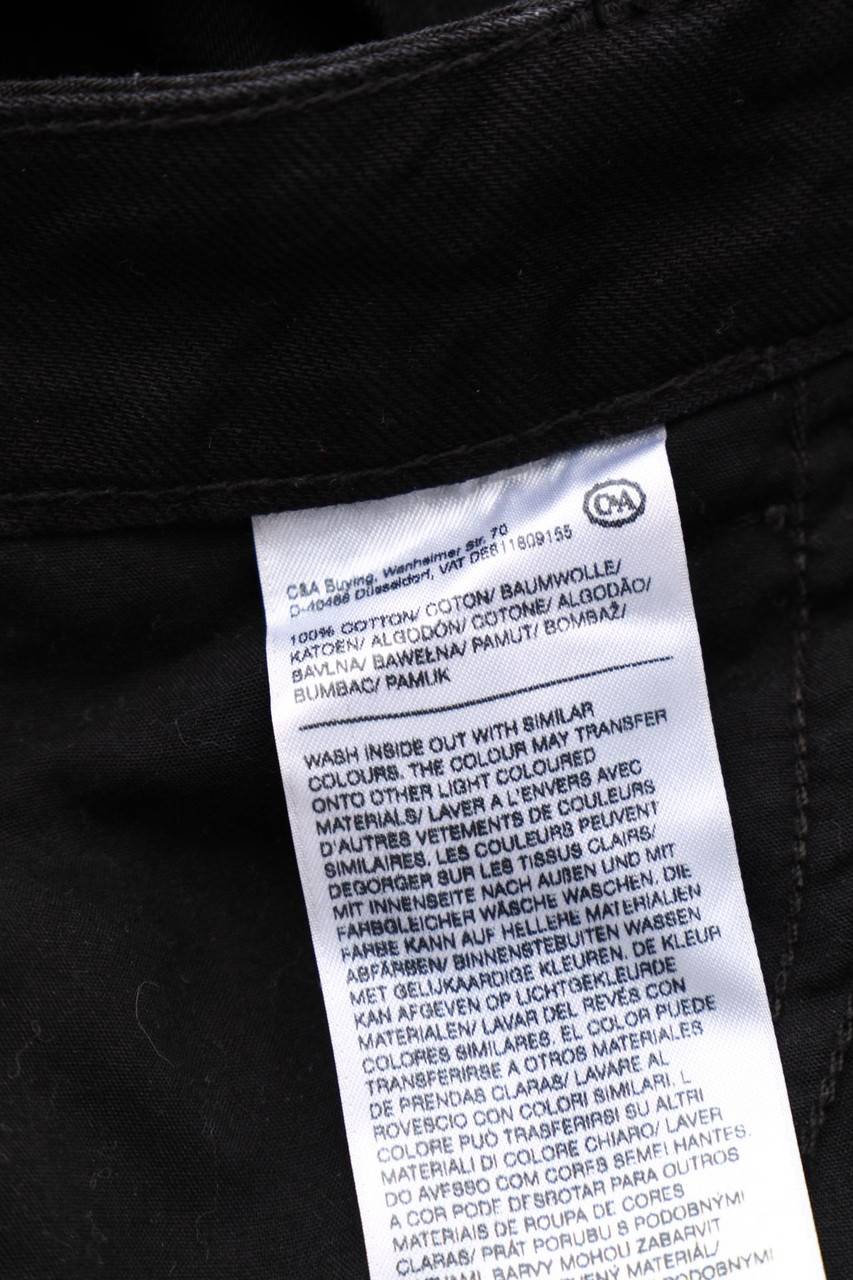 C&A
C&A Buying, Wanheimer Str. 70
D-40468 Düsseldorf, VAT DE811809155
100% COTTON/ COTON/ BAUMWOLLE/
KATOEN/ ALGODÓN/ COTONE/ ALGODÃO/
BAVLNA/ BAWEŁNA/ PAMUT/ BOMBAŽ/
BUMBAC/ PAMUK
WASH INSIDE OUT WITH SIMILAR
COLOURS. THE COLOUR MAY TRANSFER
ONTO OTHER LIGHT COLOURED
MATERIALS/ LAVER A L'ENVERS AVEC
D'AUTRES VETEMENTS DE COULEURS
SIMILAIRES. LES COULEURS PEUVENT
DEGORGER SUR LES TISSUS CLAIRS/
MIT INNENSEITE NACH AUßEN UND MIT
FARBGLEICHER WÄSCHE WASCHEN. DIE
FARBE KANN AUF HELLERE MATERIALIEN
ABFÄRBEN/ BINNENSTEBUITEN WASSEN
MET GELIJKAARDIGE KLEUREN. DE KLEUR
KAN AFGEVEN OP LICHTGEKLEURDE
MATERIALEN/ LAVAR DEL REVÉS CON
COLORES SIMILARES. EL COLOR PUEDE
TRANSFERIRSE A OTROS MATERIALES
DE PRENDAS CLARAS/ LAVARE AL
ROVESCIO CON COLORI SIMILARI. L
COLORE PUÒ TRASFERIRSI SU ALTRI
MATERIALI DI COLORE CHIARO/ LAVER
DO AVESSO COM CORES SEMELHANTES.
A COR PODE DESBOTAR PARA OUTROS
MATERIAIS DE ROUPA DE CORES
CLARAS/ PRÁT PORUBU S PODOBNÝMI
BARVY MOHOU ZABARVIT
MATERIÁL/
PODOBNÝMI